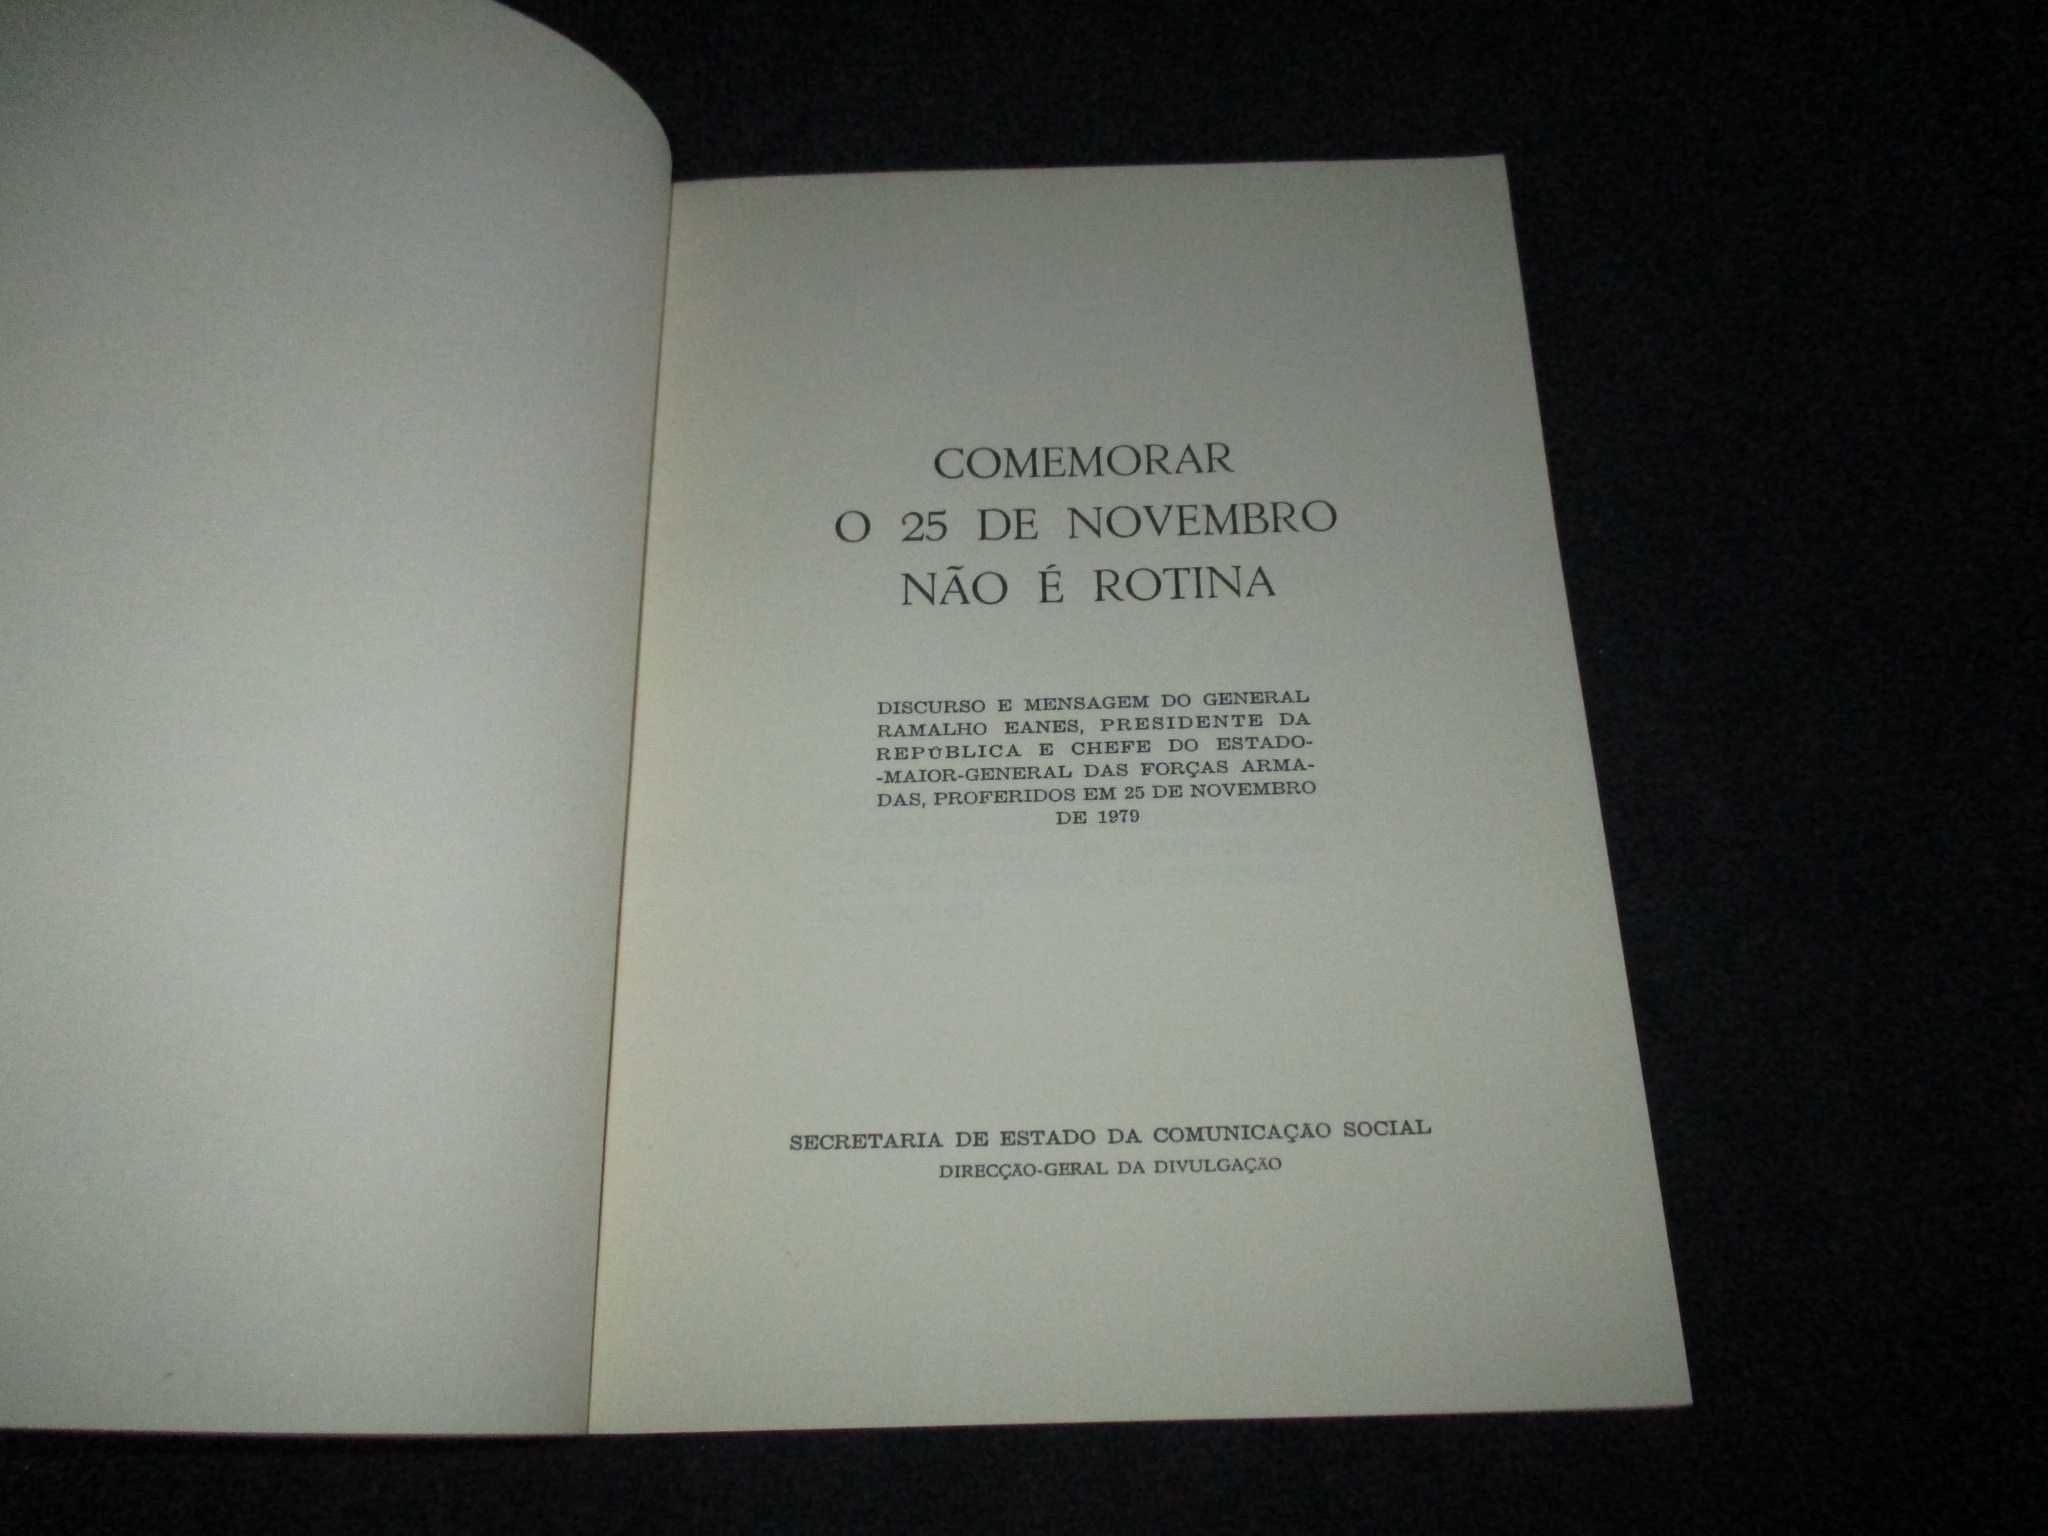 COMEMORAR
O 25 DE NOVEMBRO
NÃO É ROTINA
DISCURSO E MENSAGEM DO GENERAL
RAMALHO EANES, PRESIDENTE DA
REPÚBLICA E CHEFE DO ESTADO-
-MAIOR-GENERAL DAS FORÇAS ARMA-
DAS, PROFERIDOS EM 25 DE NOVEMBRO
DE 1979
SECRETARIA DE ESTADO DA COMUNICAÇÃO SOCIAL
DIRECÇÃO-GERAL DA DIVULGAÇÃO